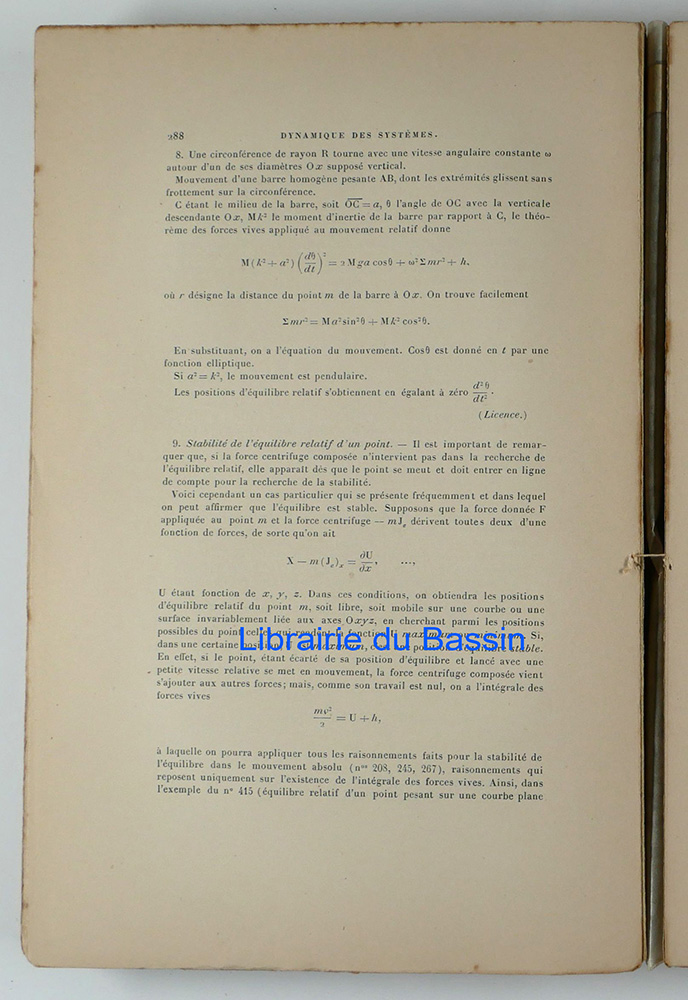 288 DYNAMIQUE DES SYSTÈMES.
8. Une circonférence de rayon R tourne avec une vitesse angulaire constante ω
autour d'un de ses diamètres Ox supposé vertical.
Mouvement d'une barre homogène pesante AB, dont les extrémités glissent sans
frottement sur la circonférence.
C étant le milieu de la barre, soit OC = a, θ l'angle de OC avec la verticale
descendante Ox, Mk² le moment d'inertie de la barre par rapport à C, le théo-
rème des forces vives appliqué au mouvement relatif donne
M(k² + a²) (dθ/dt)² = 2Mga cosθ + ω²Σmr² + h.
où r désigne la distance du point m de la barre à Ox. On trouve facilement
Σmr² = Ma² sin²θ + Mk² cos²θ.
En substituant, on a l'équation du mouvement. Cosθ est donné en t par une
fonction elliptique.
Si a² = k², le mouvement est pendulaire.
Les positions d'équilibre relatif s'obtiennent en égalant à zéro d²θ/dt².
(Licence.)
9. Stabilité de l'équilibre relatif d'un point. — Il est important de remar-
quer que, si la force centrifuge composée n'intervient pas dans la recherche de
l'équilibre relatif, elle apparaît dès que le point se meut et doit entrer en ligne
de compte pour la recherche de la stabilité.
Voici cependant un cas particulier qui se présente fréquemment et dans lequel
on peut affirmer que l'équilibre est stable. Supposons que la force donnée F
appliquée au point m et la force centrifuge — mJₑ dérivent toutes deux d'une
fonction de forces, de sorte qu'on ait
X — m(Jₑ)ₓ = ∂U/∂x, ...,
U étant fonction de x, y, z. Dans ces conditions, on obtiendra les positions
d'équilibre relatif du point m, soit libre, soit mobile sur une courbe ou une
surface invariablement liée aux axes Oxyz, en cherchant parmi les positions
possibles du point celles qui rendent la fonction U maximum ou minimum. Si,
Librairie du Bassin
dans une certaine position, maximum, position stable.
En effet, si le point, étant écarté de sa position d'équilibre et lancé avec une
petite vitesse relative se met en mouvement, la force centrifuge composée vient
s'ajouter aux autres forces; mais, comme son travail est nul, on a l'intégrale des
forces vives
mv²/2 = U + h,
à laquelle on pourra appliquer tous les raisonnements faits pour la stabilité de
l'équilibre dans le mouvement absolu (nᵒˢ 208, 245, 267), raisonnements qui
reposent uniquement sur l'existence de l'intégrale des forces vives. Ainsi, dans
l'exemple du n° 415 (équilibre relatif d'un point pesant sur une courbe plane